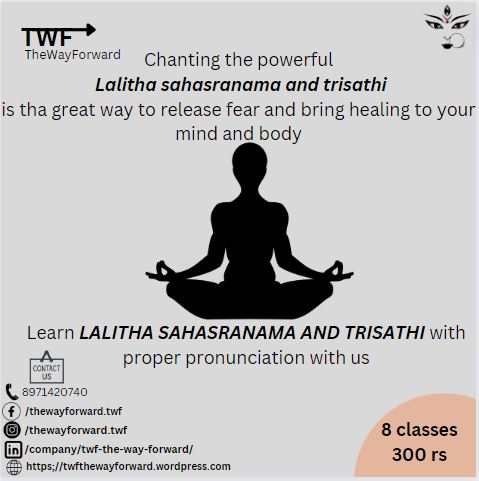 TWF
TheWayForward
Chanting the powerful
Lalitha sahasranama and trisathi
is tha great way to release fear and bring healing to your
mind and body
Learn LALITHA SAHASRANAMA AND TRISATHI with
proper pronunciation with us
CONTACT
US
8971420740
/thewayforward.twf
/thewayforward.twf
/company/twf-the-way-forward/
https://twfthewayforward.wordpress.com
8 classes
300 rs